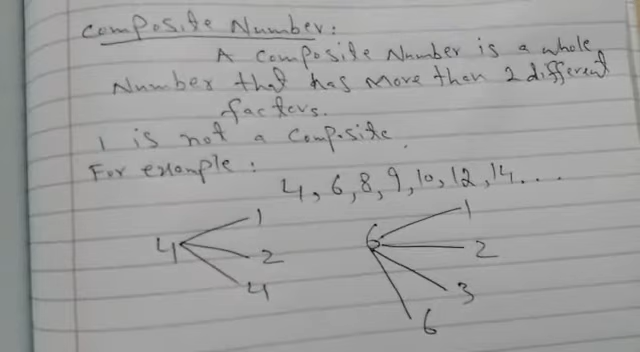 Composite Number:
A Composite Number is a whole
Number that has more than 2 different
factors.
1 is not a Composite.
For example:
4, 6, 8, 9, 10, 12, 14...
4 1 2 4
6 1 2 3 6